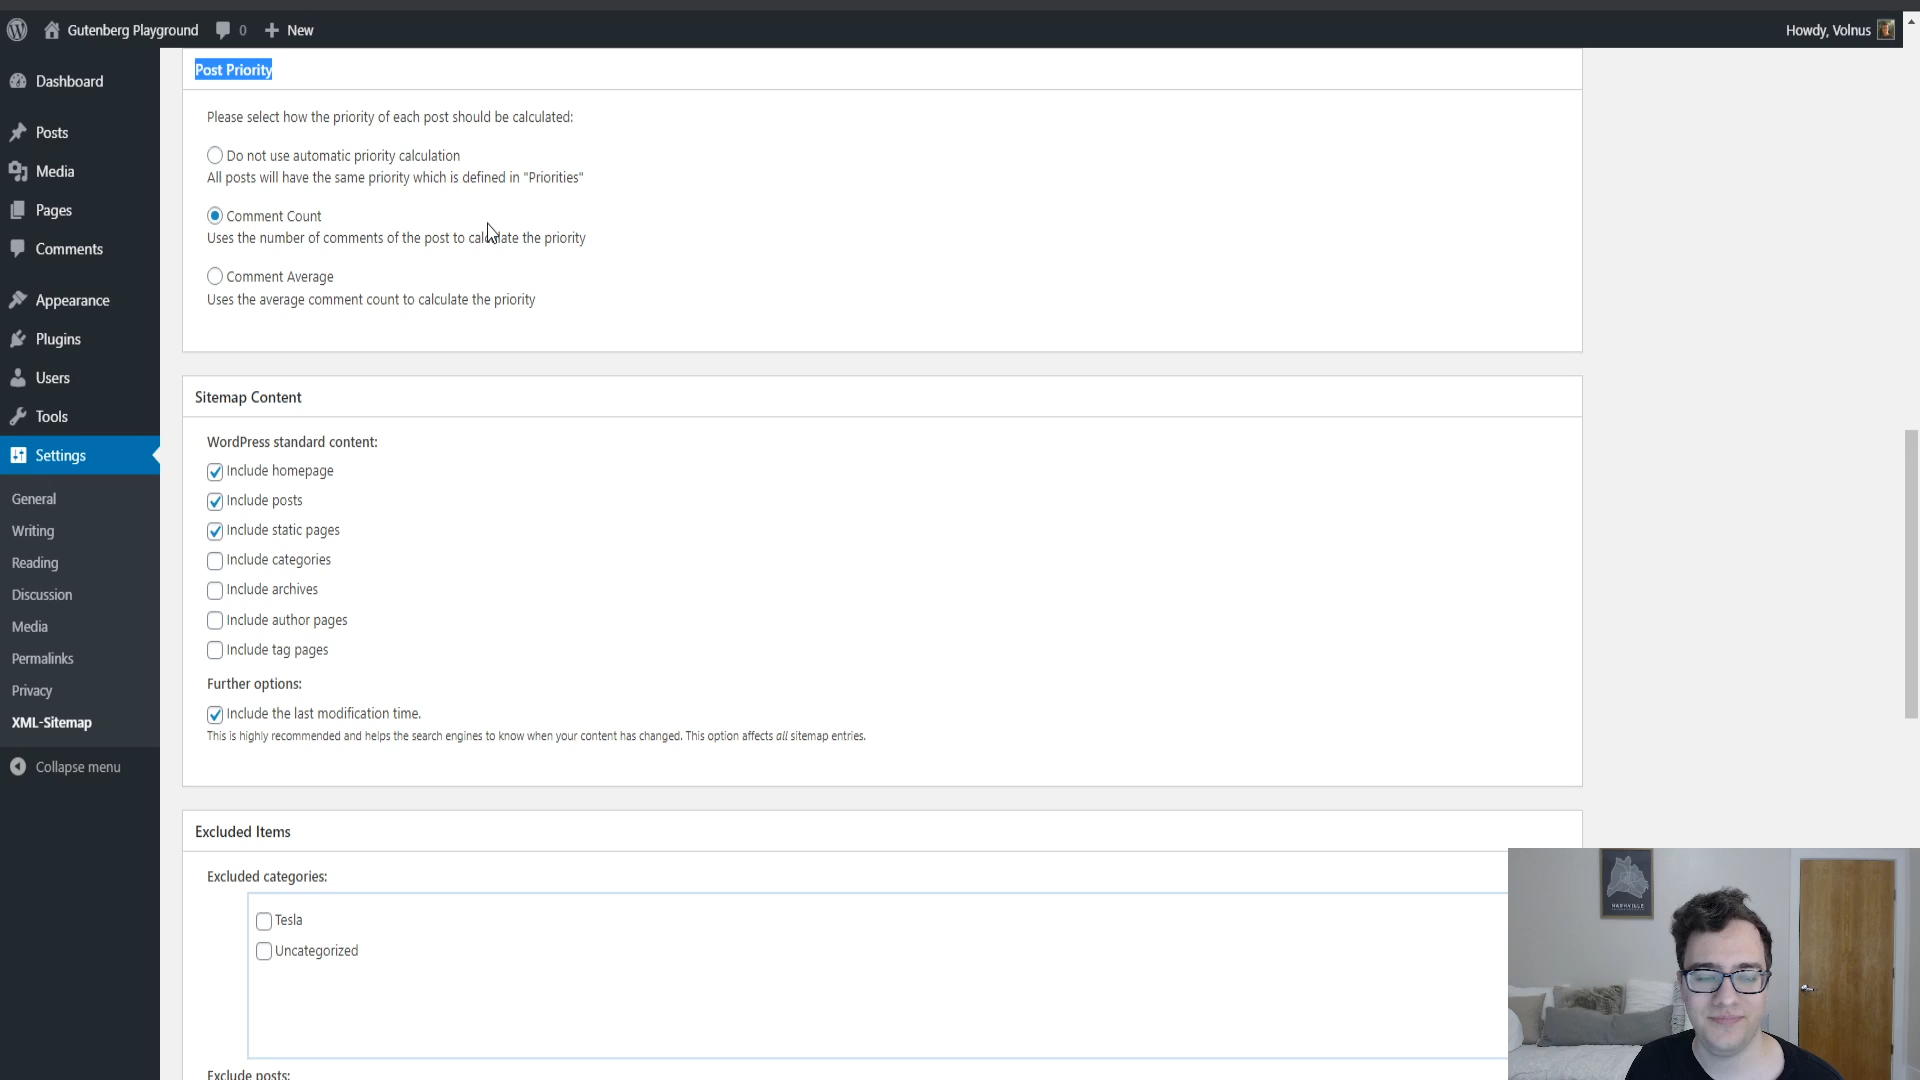 Gutenberg Playground 0 New Howdy, Volnus
Dashboard
Posts
Media
Pages
Comments
Appearance
Plugins
Users
Tools
Settings
General
Writing
Reading
Discussion
Media
Permalinks
Privacy
XML-Sitemap
Collapse menu
Post Priority
Please select how the priority of each post should be calculated:
Do not use automatic priority calculation
All posts will have the same priority which is defined in "Priorities"
Comment Count
Uses the number of comments of the post to calculate the priority
Comment Average
Uses the average comment count to calculate the priority
Sitemap Content
WordPress standard content:
Include homepage
Include posts
Include static pages
Include categories
Include archives
Include author pages
Include tag pages
Further options:
Include the last modification time.
This is highly recommended and helps the search engines to know when your content has changed. This option affects all sitemap entries.
Excluded Items
Excluded categories:
Tesla
Uncategorized
Exclude posts:
NASHVILLE